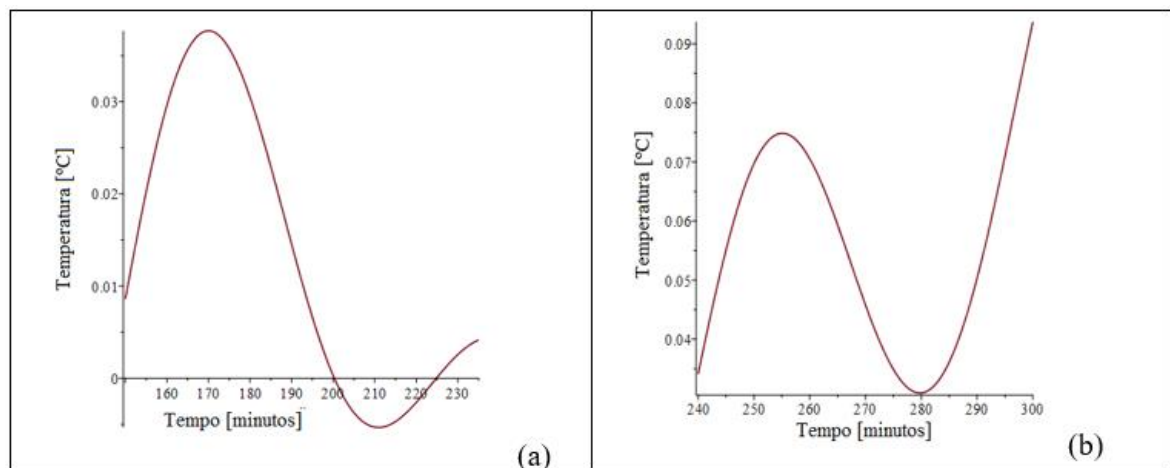 0.03
0.02
0.01
0
160 170 180 190 200 210 220 230
Temperatura [°C]
Tempo [minutos]
(a)
0.09
0.08
0.07
0.06
0.05
0.04
240 250 260 270 280 290 300
Temperatura [°C]
Tempo [minutos]
(b)